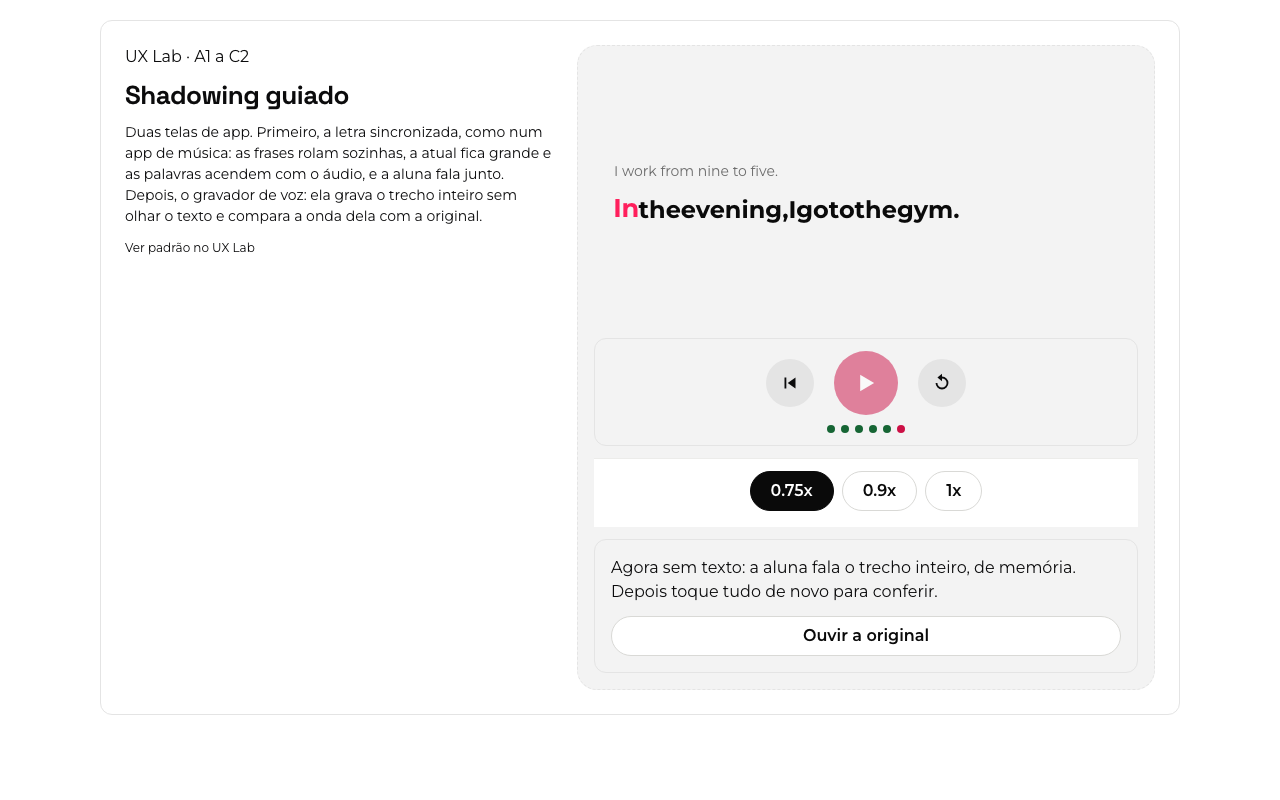 UX Lab · A1 a C2
Shadowing guiado
Duas telas de app. Primeiro, a letra sincronizada, como num
app de música: as frases rolam sozinhas, a atual fica grande e
as palavras acendem com o áudio, e a aluna fala junto.
Depois, o gravador de voz: ela grava o trecho inteiro sem
olhar o texto e compara a onda dela com a original.
Ver padrão no UX Lab
I work from nine to five.
Intheevening,Igotothegym.
0.75x
0.9x
1x
Agora sem texto: a aluna fala o trecho inteiro, de memória.
Depois toque tudo de novo para conferir.
Ouvir a original